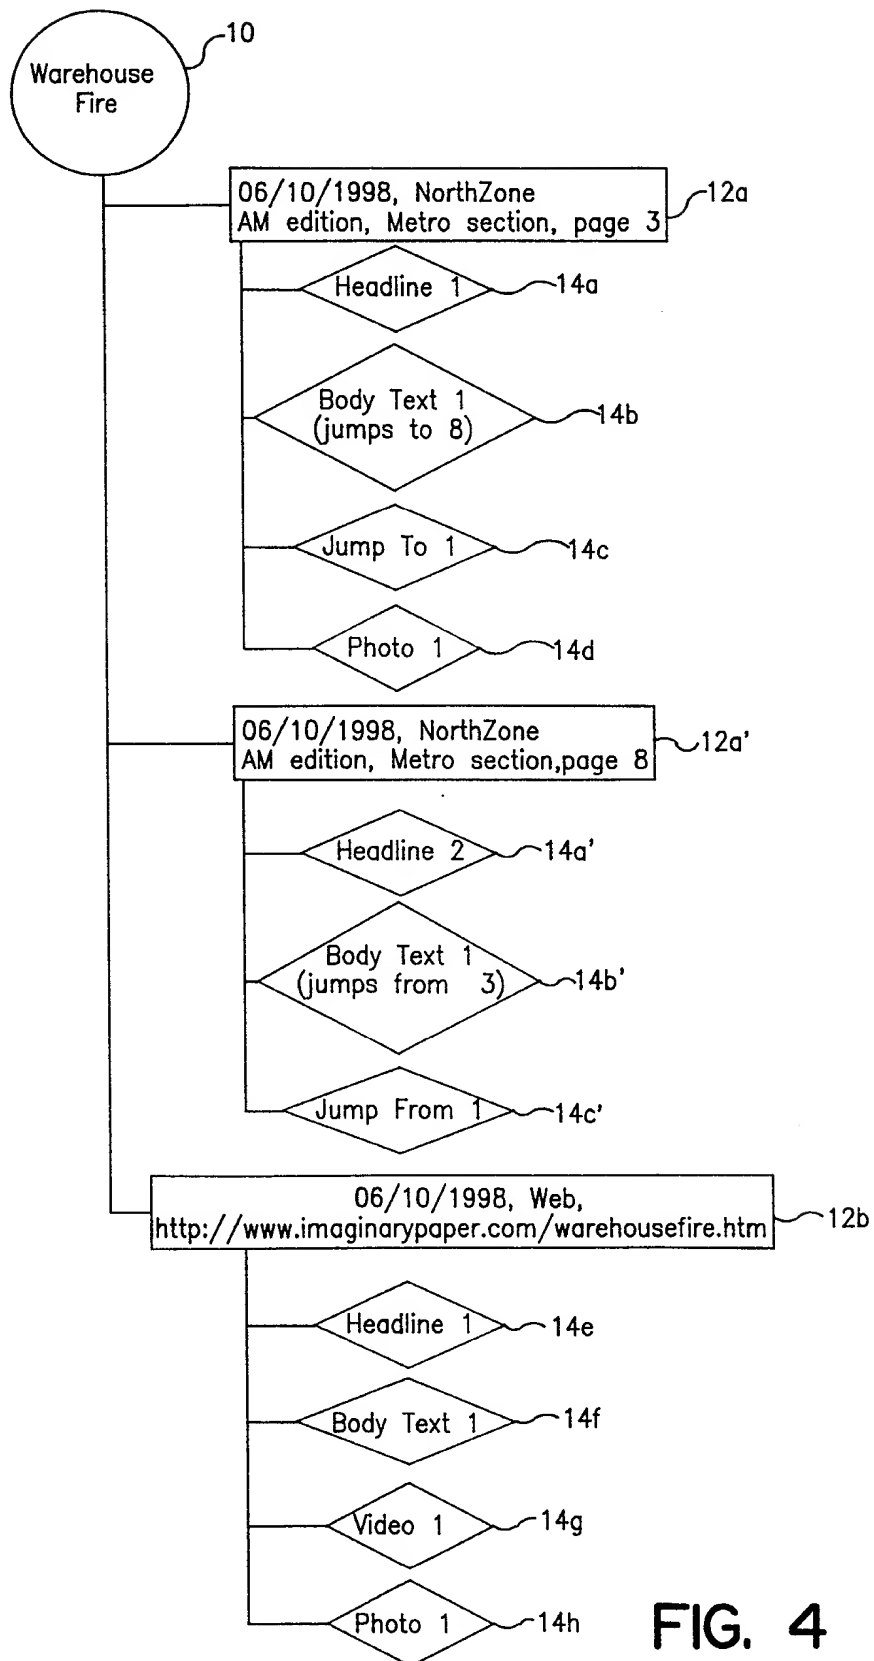 10
Warehouse
Fire
06/10/1998, NorthZone
AM edition, Metro section, page 3
12a
Headline 1
14a
Body Text 1
(jumps to 8)
14b
Jump To 1
14c
Photo 1
14d
06/10/1998, NorthZone
AM edition, Metro section,page 8
12a'
Headline 2
14a'
Body Text 1
(jumps from 3)
14b'
Jump From 1
14c'
06/10/1998, Web,
http://www.imaginarypaper.com/warehousefire.htm
12b
Headline 1
14e
Body Text 1
14f
Video 1
14g
Photo 1
14h
FIG. 4